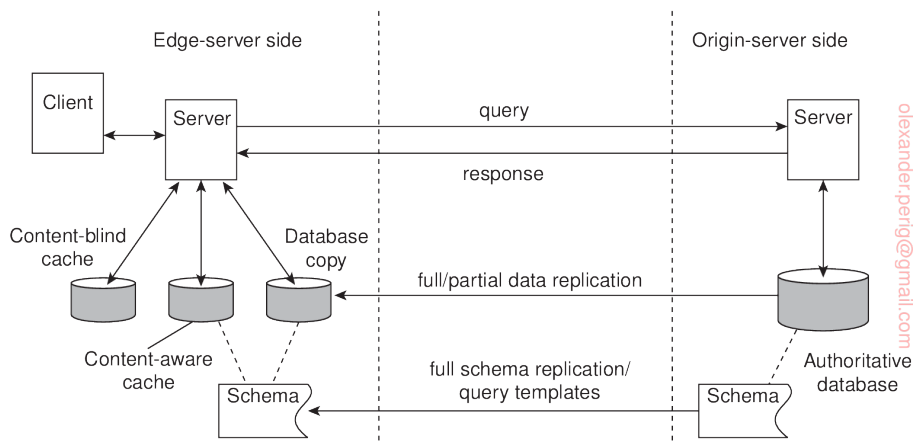 Edge-server side
Origin-server side
Client
Server
query
Server
response
Content-blind
cache
Database
copy
full/partial data replication
Content-aware
cache
Authoritative
database
full schema replication/
query templates
Schema
Schema
olexander.perig@gmail.com